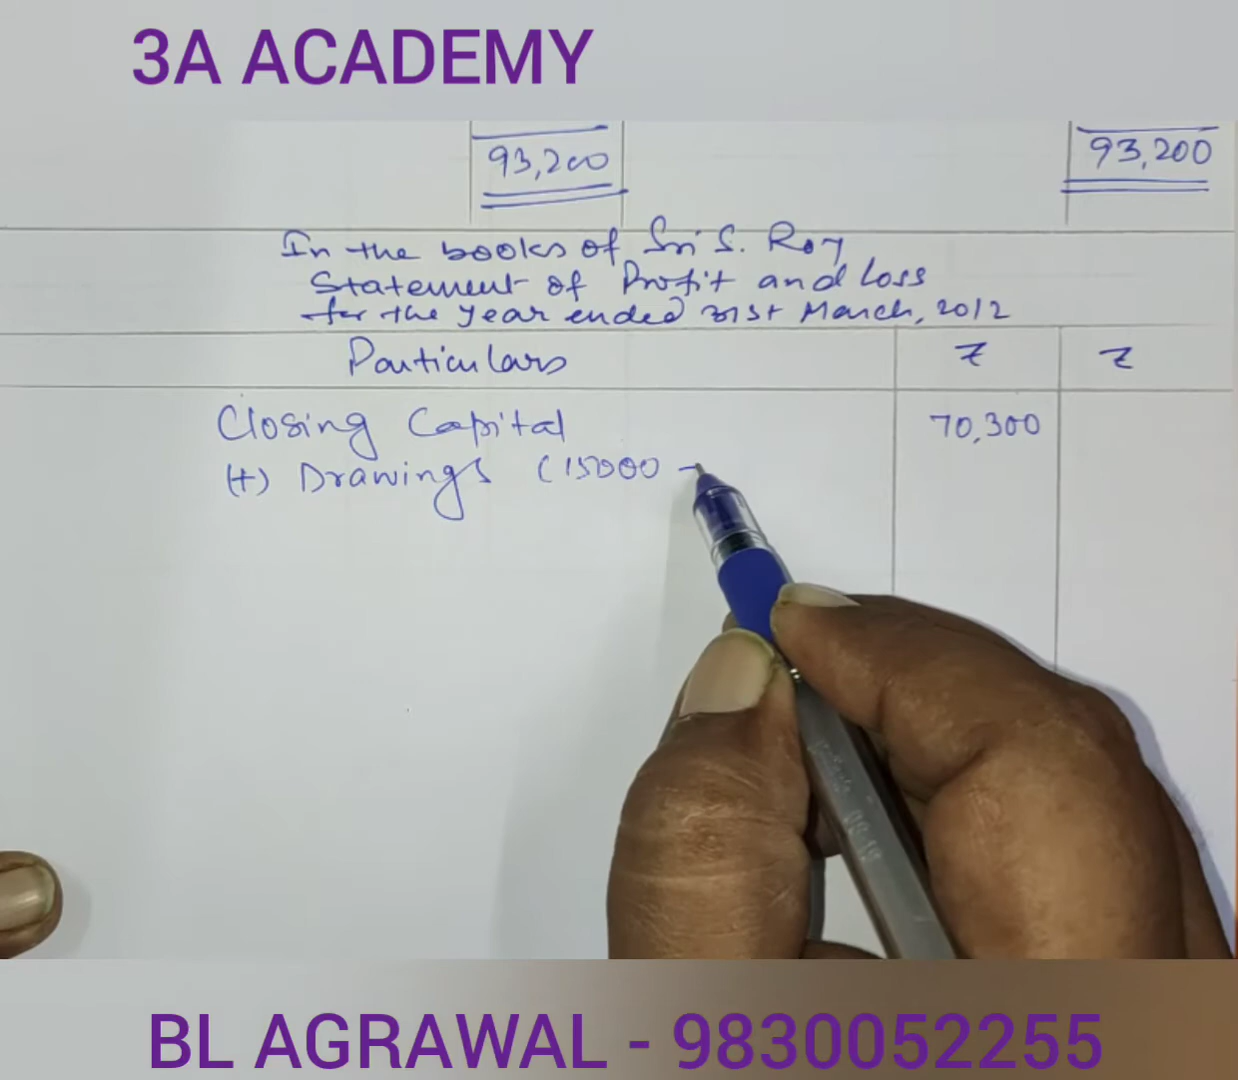 3A ACADEMY
93,200 93,200
In the books of Sri S. Roy
Statement of Profit and Loss
for the year ended 31st March, 2012
Particulars ₹ ₹
Closing Capital 70,300
(+) Drawings (15000 -
BL AGRAWAL - 9830052255